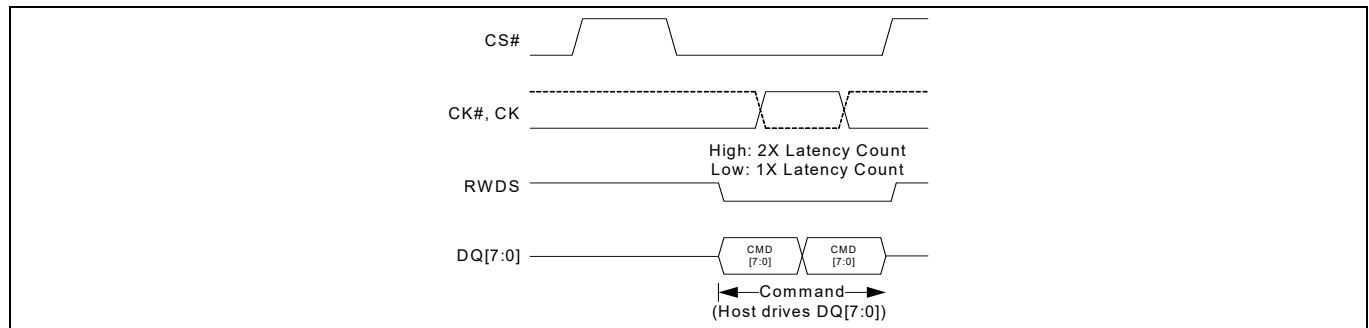 CS#
CK#, CK
High: 2X Latency Count
Low: 1X Latency Count
RWDS
DQ[7:0]
CMD
[7:0]
CMD
[7:0]
Command
(Host drives DQ[7:0])